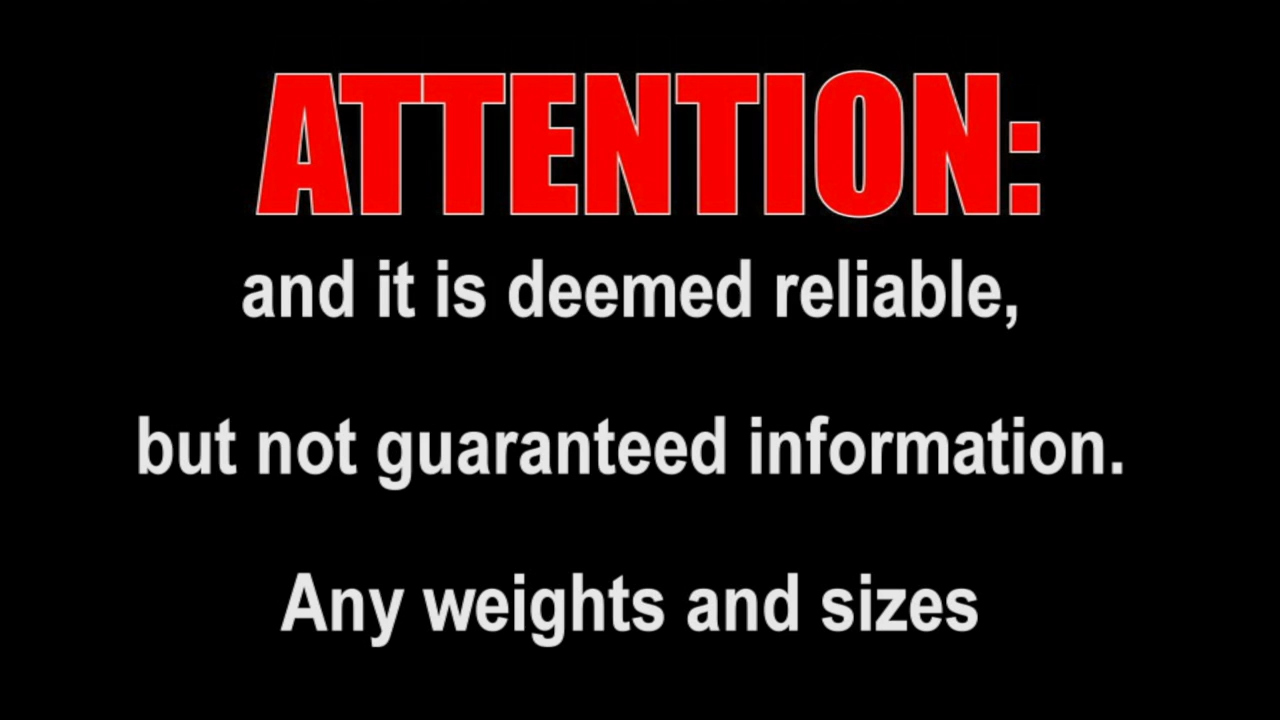 ATTENTION:
and it is deemed reliable,
but not guaranteed information.
Any weights and sizes